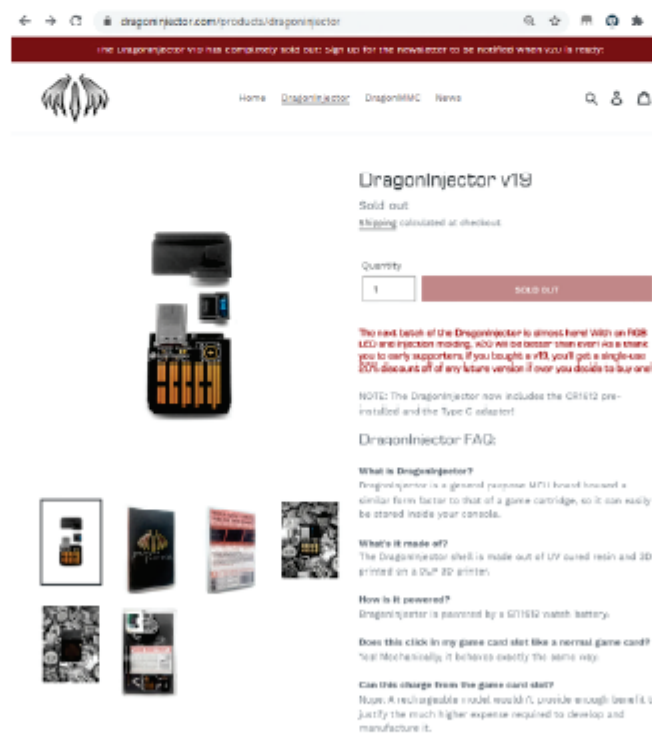 dragoninjector.com/products/dragoninjector
The DragonInjector v19 has completely sold out! Sign up for the newsletter to be notified when v20 is ready!
Home DragonInjector DragonMMC News
DragonInjector v19
Sold out
Shipping calculated at checkout.
Quantity
1
SOLD OUT
The next batch of the DragonInjector is almost here! With an RGB
LED and injection molding, v20 will be better than ever! As a thank
you to early supporters, if you bought a v19, you'll get a single-use
20% discount off of any future version if ever you decide to buy one!
NOTE: The DragonInjector now includes the CR1612 pre-
installed and the Type C adapter!
DragonInjector FAQ:
What is DragonInjector?
DragonInjector is a general purpose MCU board housed a
similar form factor to that of a game cartridge, so it can easily
be stored inside your console.
What's it made of?
The DragonInjector shell is made out of UV cured resin and 3D
printed on a DLP 3D printer.
How is it powered?
DragonInjector is powered by a CR1612 watch battery.
Does this click in my game card slot like a normal game card?
Yes! Mechanically, it behaves exactly the same way.
Can this charge from the game card slot?
Nope. A rechargeable model wouldn't provide enough benefit t
justify the much higher expense required to develop and
manufacture it.